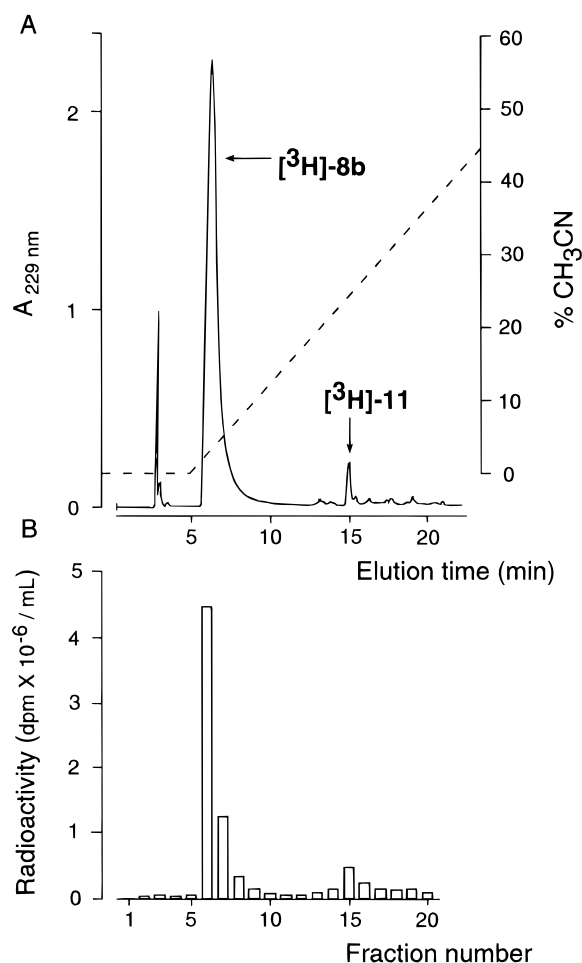 A
A 229 nm
2
1
0
60
50
40
30
20
10
0
% CH3CN
[3H]-8b
[3H]-11
5
10
15
20
Elution time (min)
B
Radioactivity (dpm X 10-6 / mL)
5
4
3
2
1
0
1
5
10
15
20
Fraction number